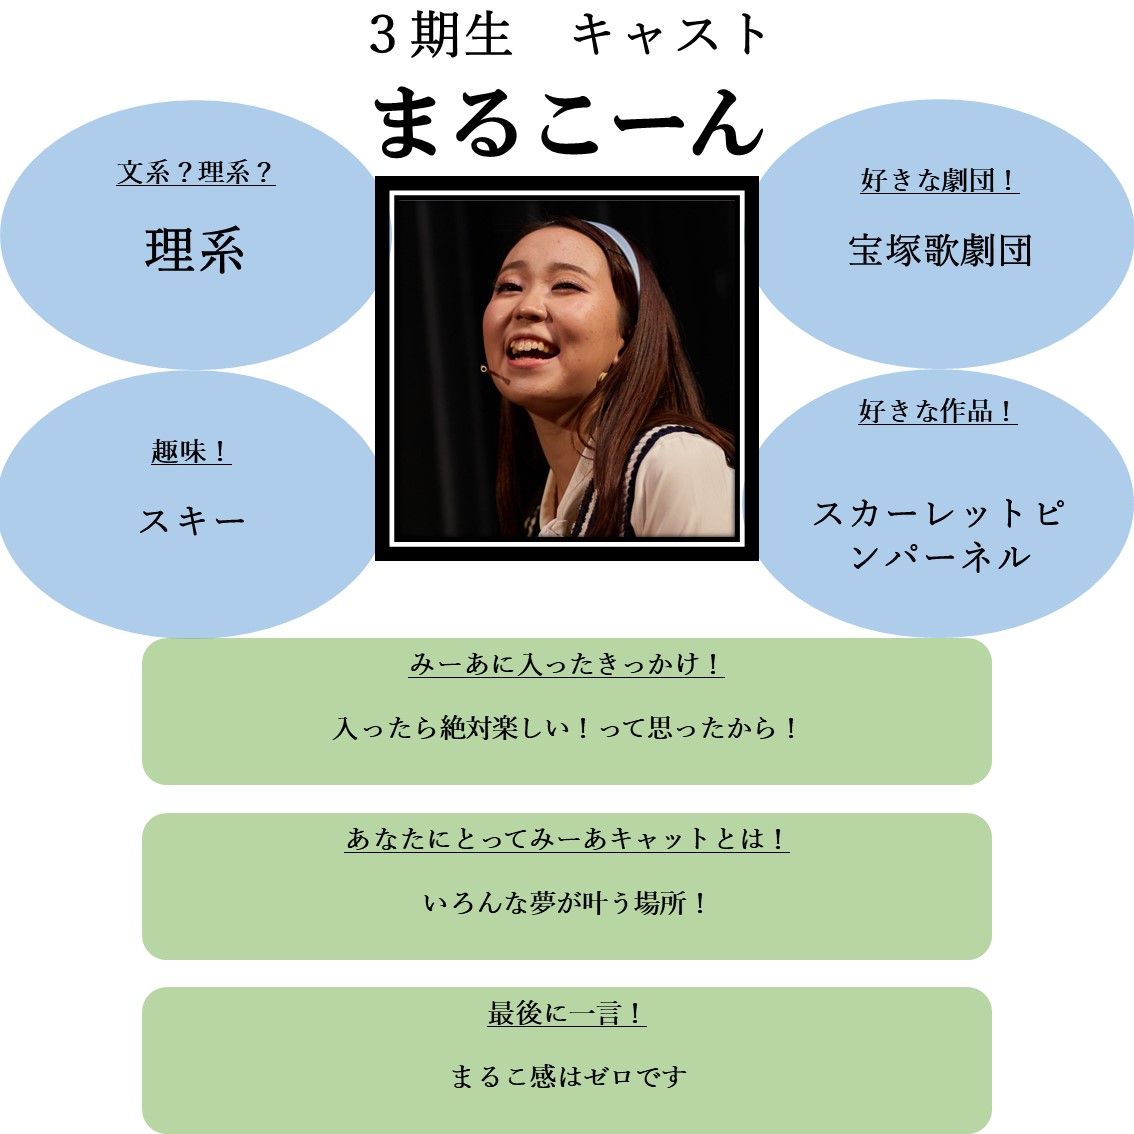 ３期生　キャスト
まるこーん
文系？理系？
理系
好きな劇団！
宝塚歌劇団
趣味！
スキー
好きな作品！
スカーレットピ
ンパーネル
みーあに入ったきっかけ！
入ったら絶対楽しい！って思ったから！
あなたにとってみーあキャットとは！
いろんな夢が叶う場所！
最後に一言！
まるこ感はゼロです